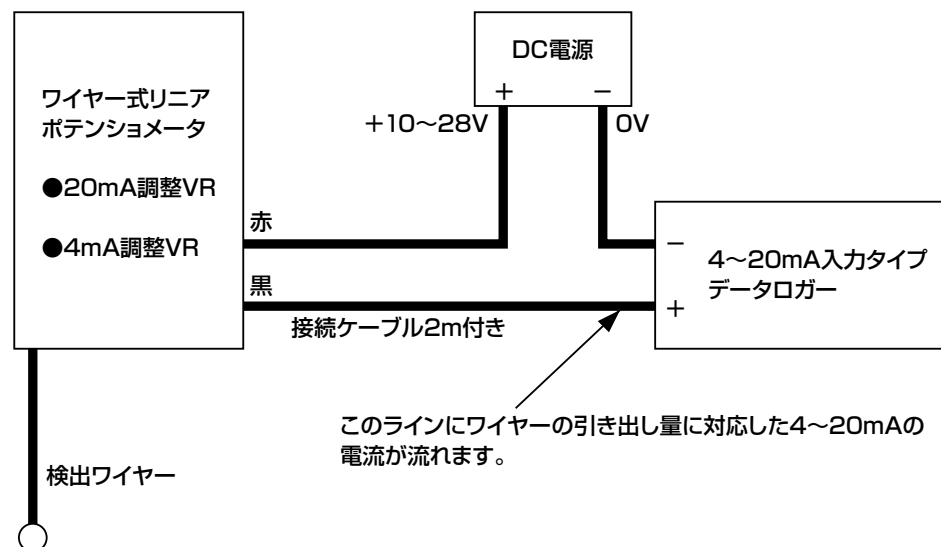 DC電源
+ −
+10〜28V
0V
ワイヤー式リニア
ポテンショメータ
●20mA調整VR
●4mA調整VR
赤
黒
接続ケーブル2m付き
−
+
4〜20mA入力タイプ
データロガー
このラインにワイヤーの引き出し量に対応した4〜20mAの
電流が流れます。
検出ワイヤー